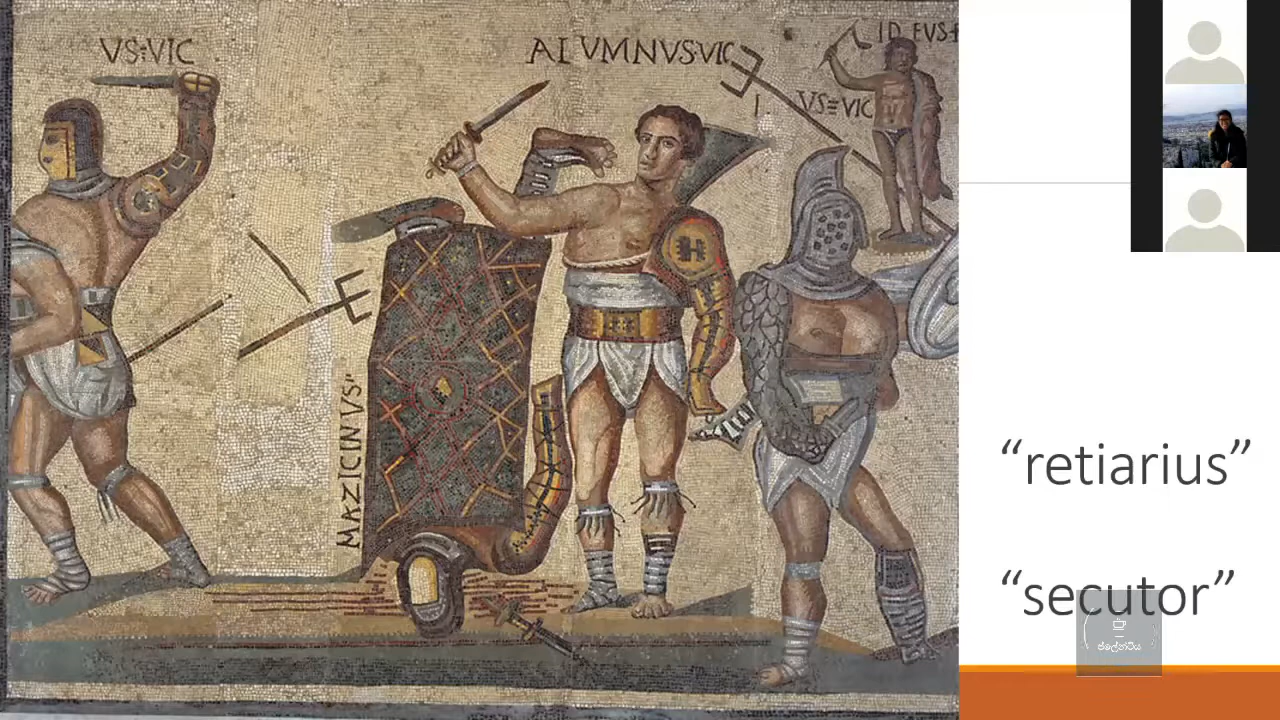 VS VIC
ALVMNVS VIC
VS VIC
MAZICINVS
“retiarius”
“secutor”